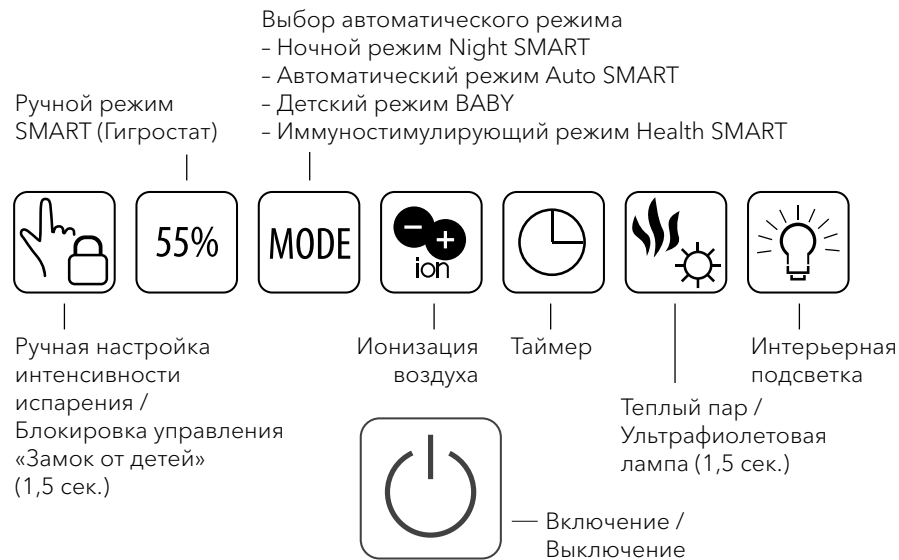 Выбор автоматического режима
– Ночной режим Night SMART
– Автоматический режим Auto SMART
– Детский режим BABY
– Иммуностимулирующий режим Health SMART
Ручной режим
SMART (Гигростат)
55%
MODE
ion
Ручная настройка
интенсивности
испарения /
Блокировка управления
«Замок от детей»
(1,5 сек.)
Ионизация
воздуха
Таймер
Теплый пар /
Ультрафиолетовая
лампа (1,5 сек.)
Интерьерная
подсветка
Включение /
Выключение